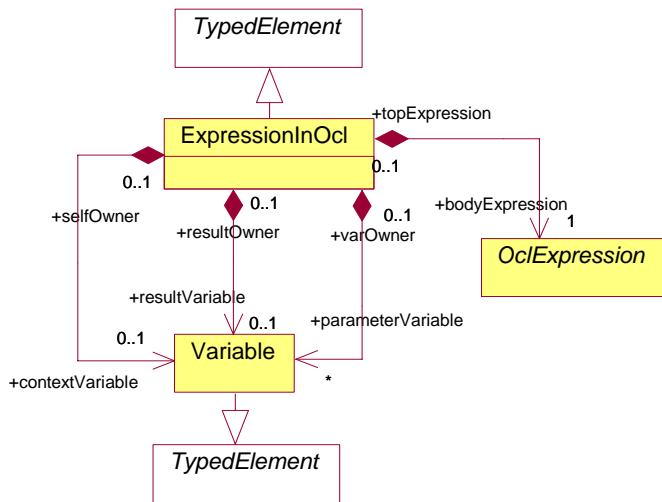 TypedElement
+topExpression
ExpressionInOcl
0..1
0..1
+selfOwner
0..1
+resultOwner
0..1
+varOwner
+bodyExpression
1
OclExpression
+resultVariable
0..1
0..1
+parameterVariable
Variable
+contextVariable
*
TypedElement